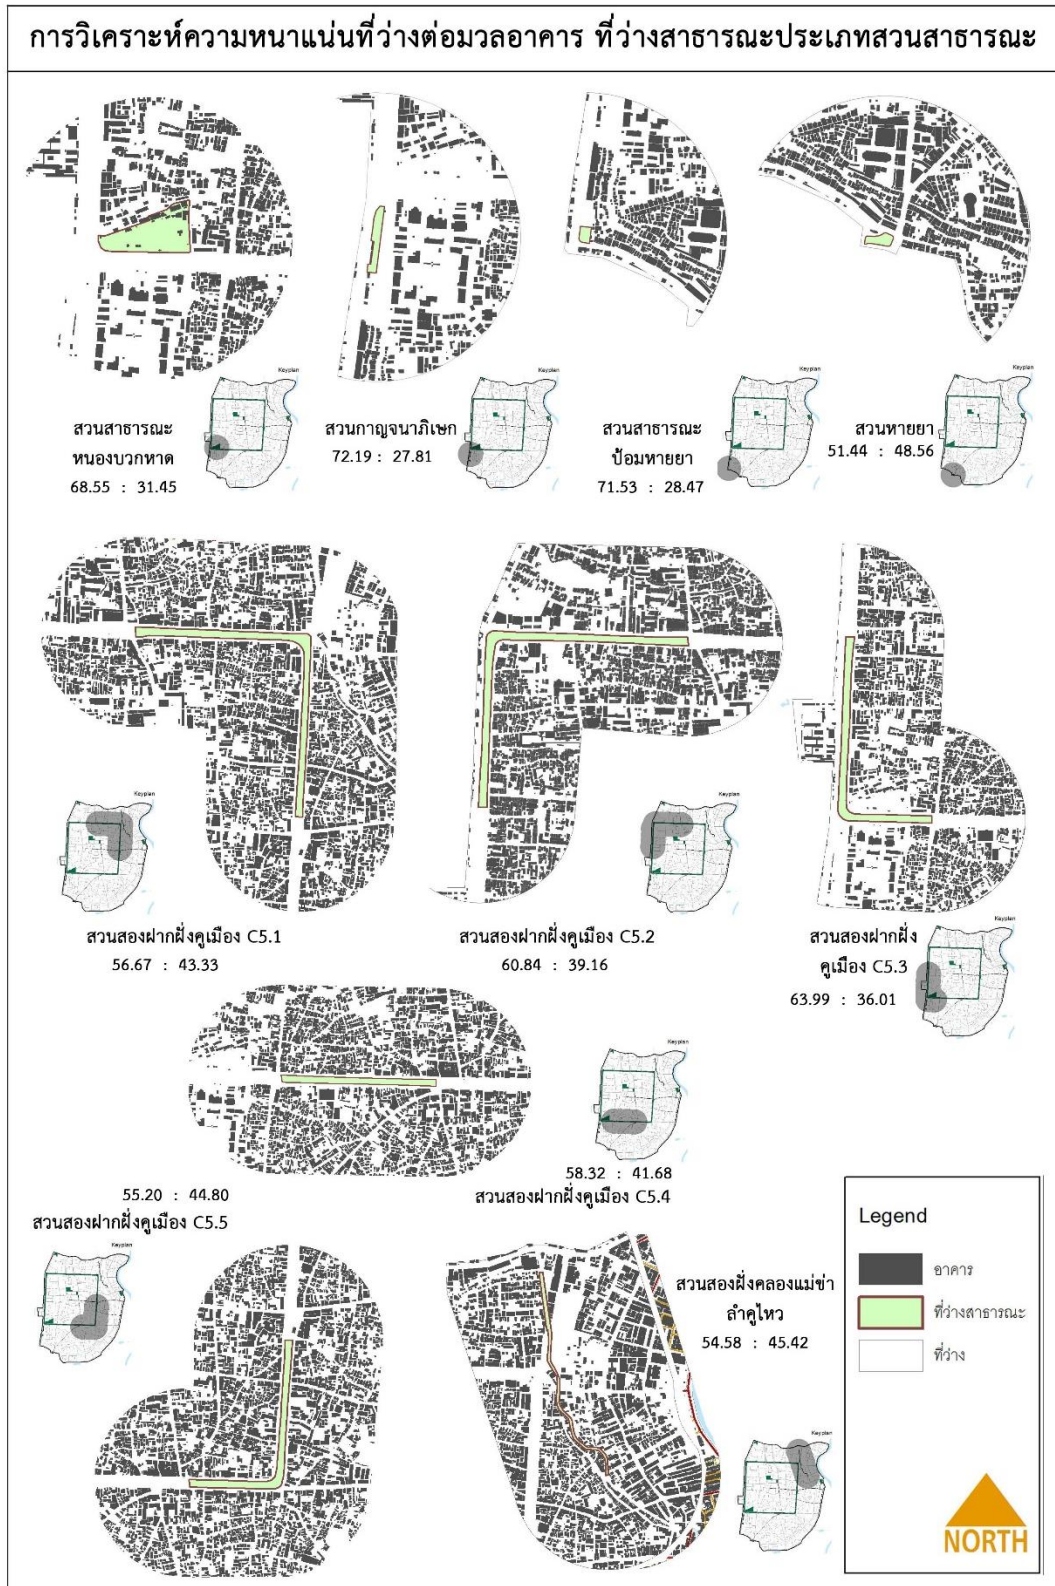 การวิเคราะห์ความหนาแน่นที่ว่างต่อมวลอาคาร ที่ว่างสาธารณะประเภทสวนสาธารณะ
Keyplan
Keyplan
Keyplan
Keyplan
สวนสาธารณะ
หนองบวกหาด
68.55 : 31.45
สวนกาญจนาภิเษก
72.19 : 27.81
สวนสาธารณะ
ป้อมหายยา
71.53 : 28.47
สวนหายยา
51.44 : 48.56
Keyplan
Keyplan
Keyplan
สวนสองฝากฝั่งคูเมือง C5.1
56.67 : 43.33
สวนสองฝากฝั่งคูเมือง C5.2
60.84 : 39.16
สวนสองฝากฝั่ง
คูเมือง C5.3
63.99 : 36.01
Keyplan
58.32 : 41.68
สวนสองฝากฝั่งคูเมือง C5.4
55.20 : 44.80
สวนสองฝากฝั่งคูเมือง C5.5
Keyplan
สวนสองฝั่งคลองแม่ข่า
ลำคูไหว
54.58 : 45.42
Keyplan
Legend
อาคาร
ที่ว่างสาธารณะ
ที่ว่าง
NORTH